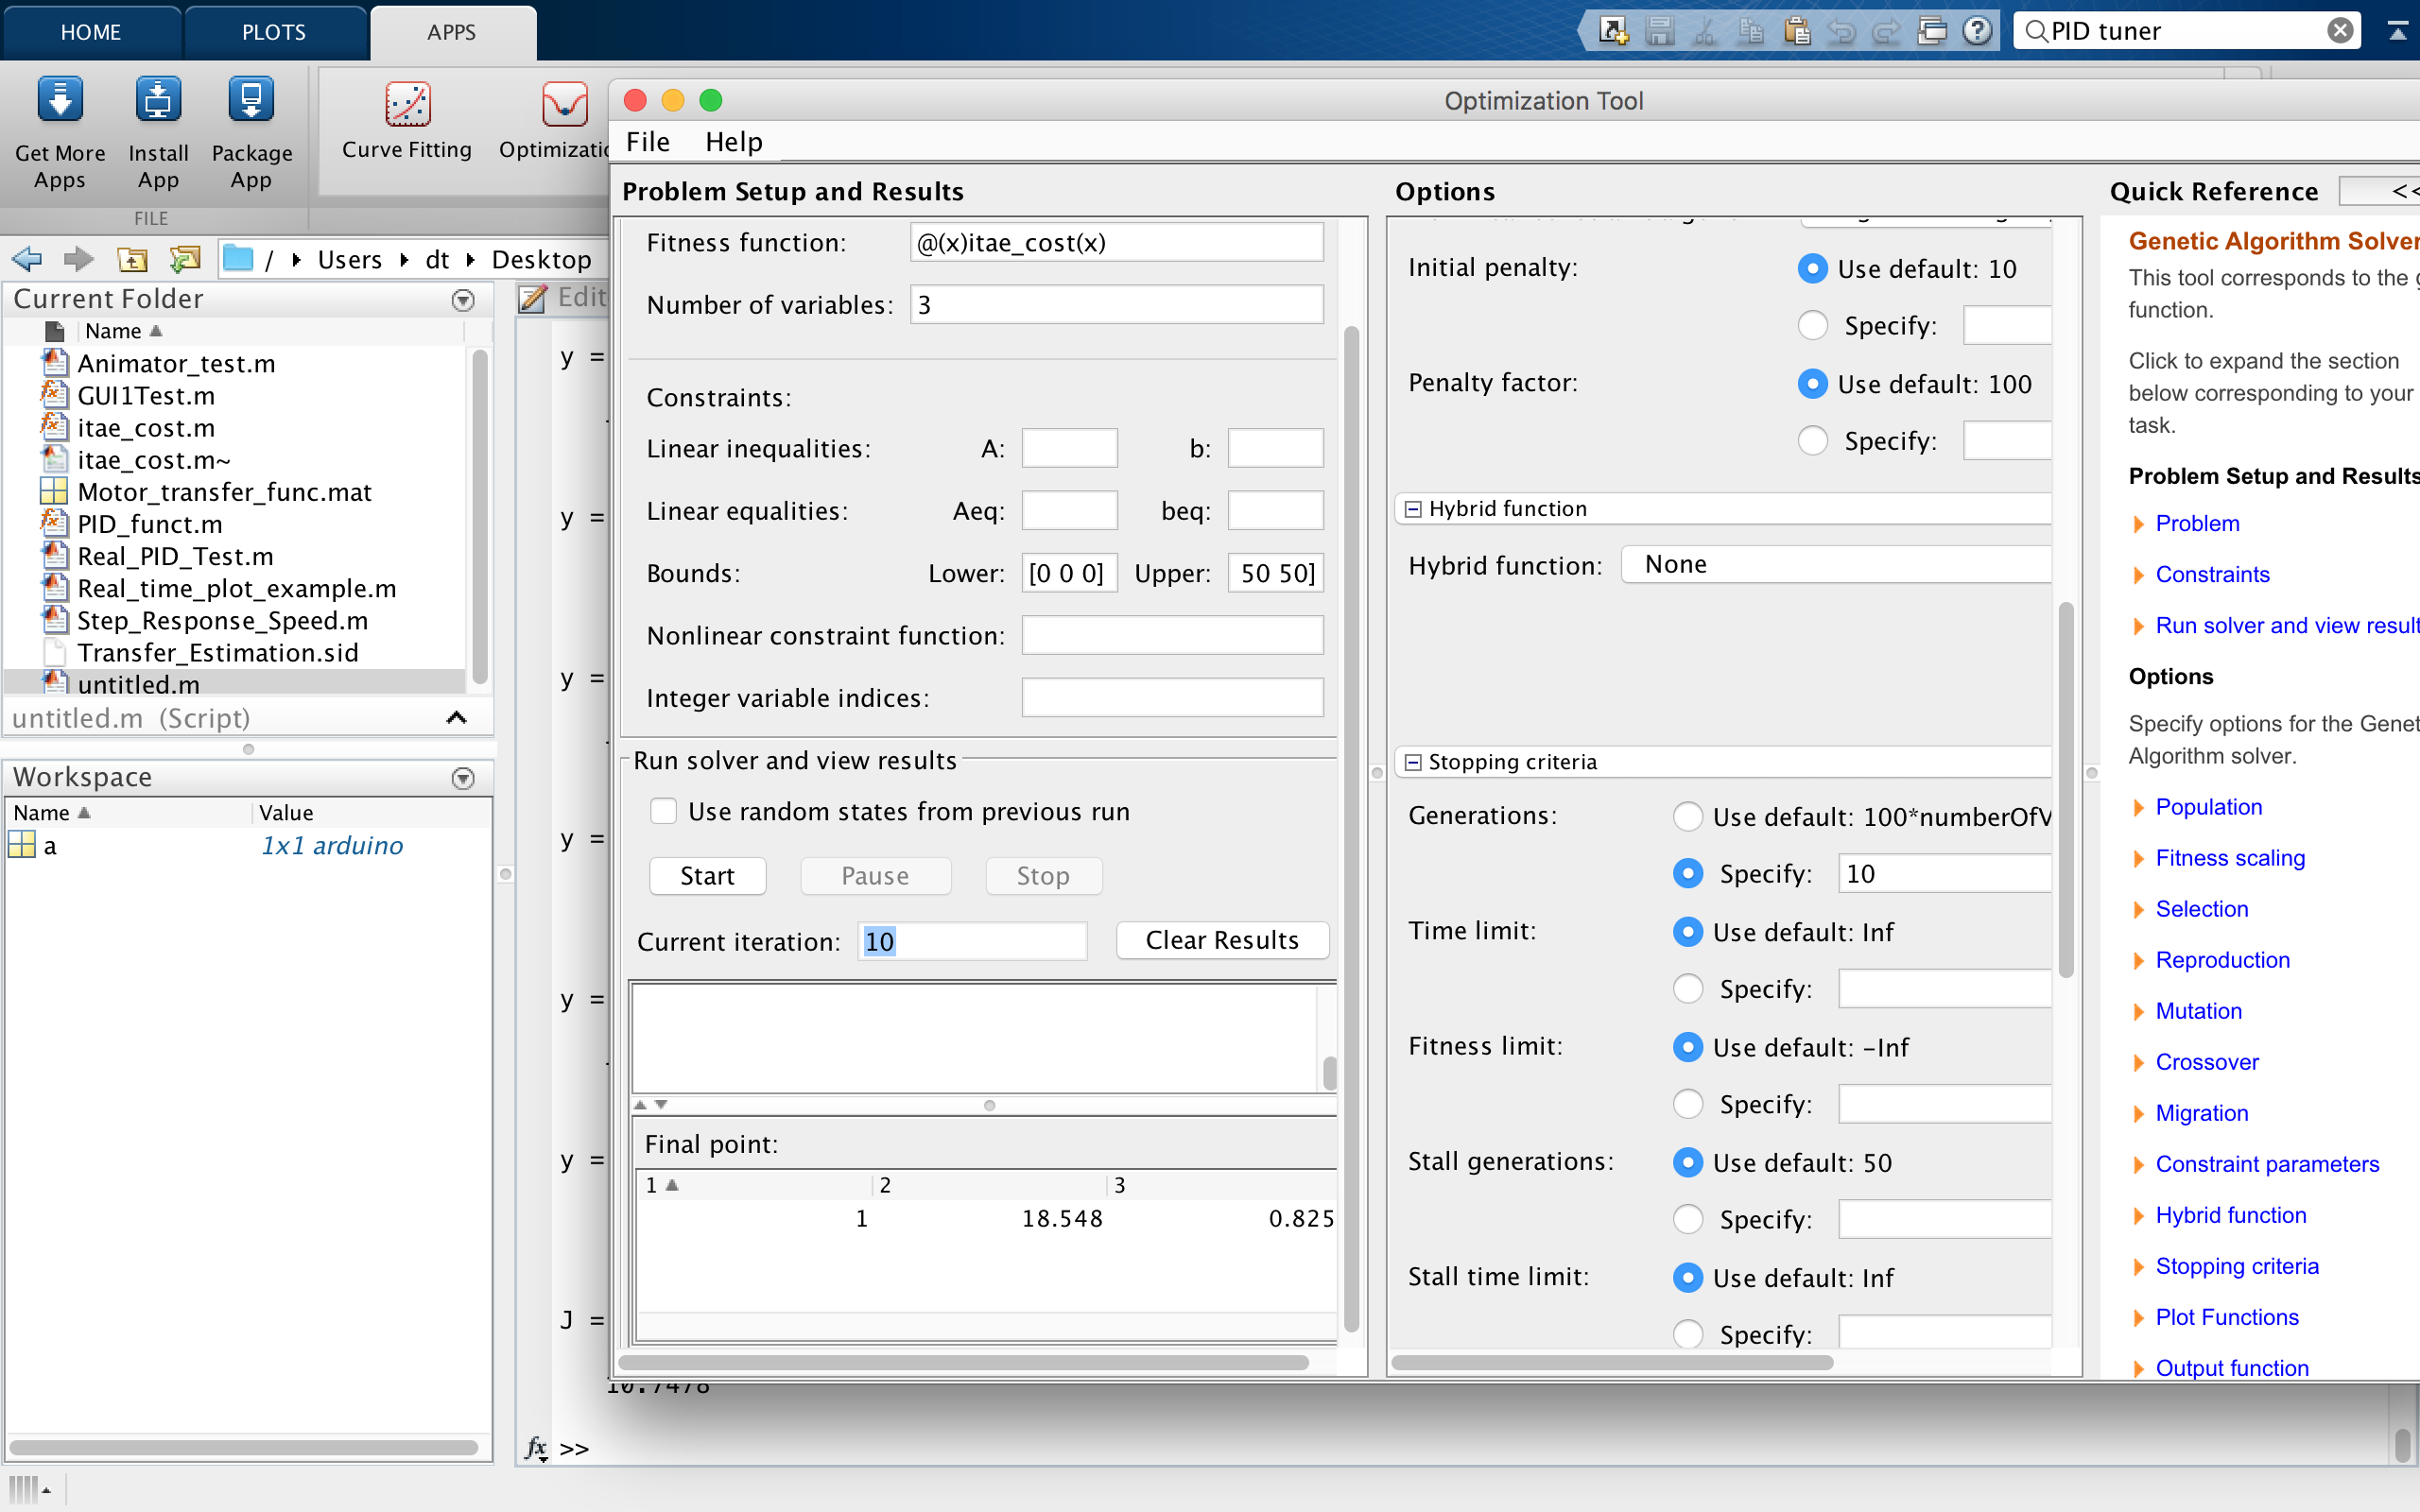 HOME PLOTS APPS
PID tuner
Get More Apps
Install App
Package App
Curve Fitting
FILE
/ Users dt Desktop
Current Folder
Name
Animator_test.m
GUI1Test.m
itae_cost.m
itae_cost.m~
Motor_transfer_func.mat
PID_funct.m
Real_PID_Test.m
Real_time_plot_example.m
Step_Response_Speed.m
Transfer_Estimation.sid
untitled.m
untitled.m (Script)
Workspace
Name Value
a 1x1 arduino
y =
y =
y =
y =
y =
y =
J =
10.7478
fx >>
Optimization Tool
File Help
Problem Setup and Results
Fitness function: @(x)itae_cost(x)
Number of variables: 3
Constraints:
Linear inequalities: A: b:
Linear equalities: Aeq: beq:
Bounds: Lower: [0 0 0] Upper: 50 50]
Nonlinear constraint function:
Integer variable indices:
Run solver and view results
Use random states from previous run
Start Pause Stop
Current iteration: 10 Clear Results
Final point:
1 2 3
1 18.548 0.825
Options
Initial penalty: Use default: 10
Specify:
Penalty factor: Use default: 100
Specify:
Hybrid function
Hybrid function: None
Stopping criteria
Generations: Use default: 100*numberOfV
Specify: 10
Time limit: Use default: Inf
Specify:
Fitness limit: Use default: -Inf
Specify:
Stall generations: Use default: 50
Specify:
Stall time limit: Use default: Inf
Specify:
Quick Reference <<
Genetic Algorithm Solver
This tool corresponds to the
function.
Click to expand the section
below corresponding to your
task.
Problem Setup and Results
Problem
Constraints
Run solver and view result
Options
Specify options for the Genet
Algorithm solver.
Population
Fitness scaling
Selection
Reproduction
Mutation
Crossover
Migration
Constraint parameters
Hybrid function
Stopping criteria
Plot Functions
Output function